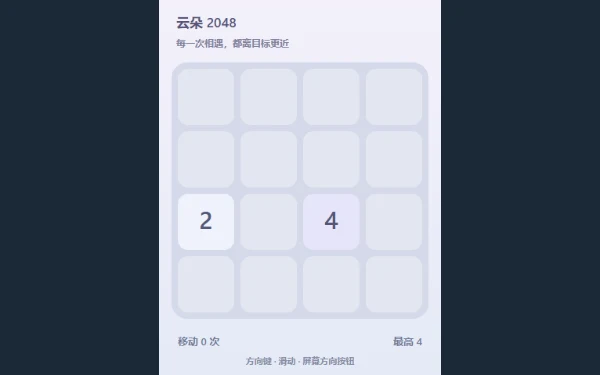 云朵 2048
每一次相遇，都离目标更近
2 4
移动 0 次 最高 4
方向键 · 滑动 · 屏幕方向按钮